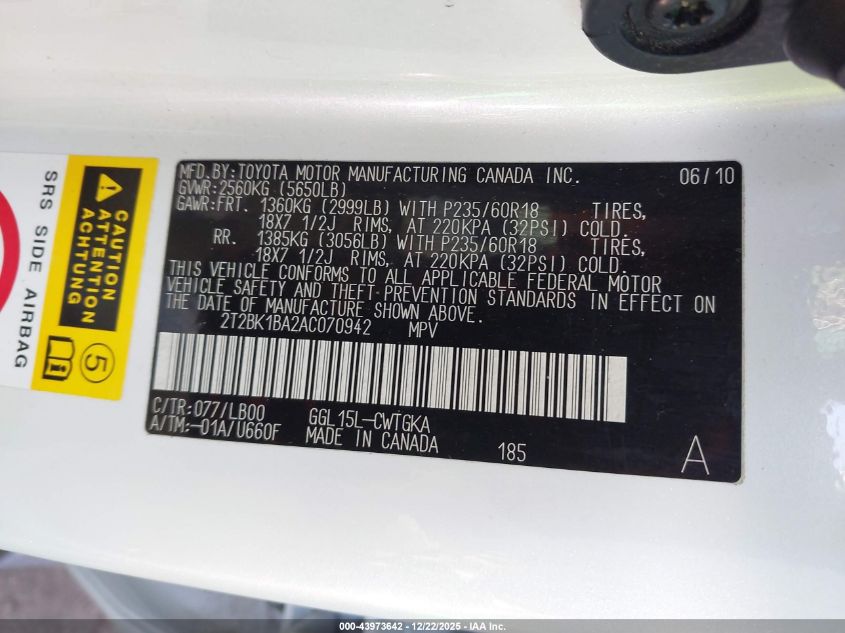 MFD.BY:TOYOTA MOTOR MANUFACTURING CANADA INC. 06/10
GVWR:2560KG (5650LB)
GAWR:FRT. 1360KG (2999LB) WITH P235/60R18 TIRES,
18X7 1/2J RIMS, AT 220KPA (32PSI) COLD.
RR. 1385KG (3056LB) WITH P235/60R18 TIRES,
18X7 1/2J RIMS, AT 220KPA (32PSI) COLD.
THIS VEHICLE CONFORMS TO ALL APPLICABLE FEDERAL MOTOR
VEHICLE SAFETY AND THEFT PREVENTION STANDARDS IN EFFECT ON
THE DATE OF MANUFACTURE SHOWN ABOVE.
2T2BK1BA2AC070942 MPV
C/TR:077/LB00 GGL15L-CWTGKA
A/TM:-01A/U660F MADE IN CANADA 185 A
SRS SIDE AIRBAG
CAUTION
ATTENTION
ACHTUNG
5
i
000-43973642 - 12/22/2025 - IAA Inc.